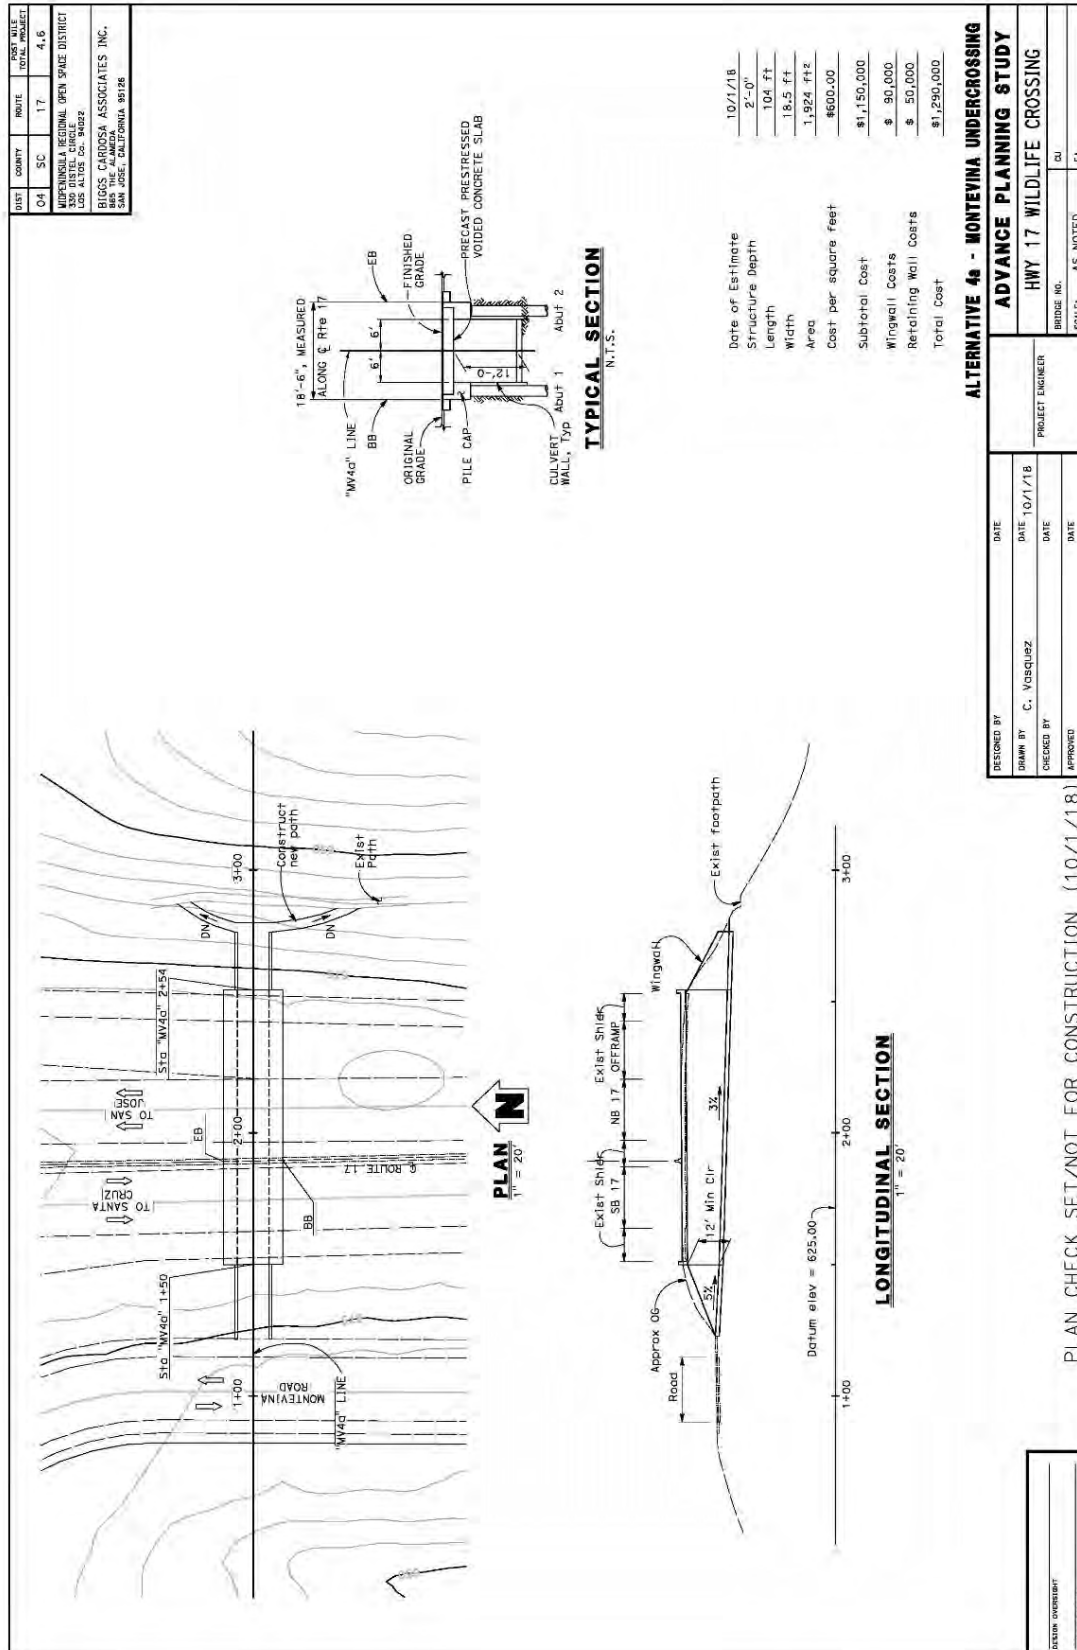 DIST COUNTY ROUTE POST MILE TOTAL PROJECT
04 SC 17 4.6
MIDPENINSULA REGIONAL OPEN SPACE DISTRICT
330 DISTEL CIRCLE
LOS ALTOS Co. 94022
BIGGS CARDOSA ASSOCIATES INC.
865 THE ALAMEDA
SAN JOSE, CALIFORNIA 95126
Sta "MV4a" 1+50
Sta "MV4a" 2+54
TO SANTA
CRUZ
TO SAN
JOSE
EB
BB
DN
DN
1+00
2+00
3+00
MONTEVINA
ROAD
"MV4a" LINE
℄ ROUTE 17
Construct
new path
Exist
Path
PLAN
1" = 20'
N
18'-6", MEASURED
ALONG ℄ Rte 17
"MV4a" LINE
BB
EB
6'
6'
ORIGINAL
GRADE
FINISHED
GRADE
PILE CAP
12'-0
PRECAST PRESTRESSED
VOIDED CONCRETE SLAB
CULVERT
WALL, Typ
Abut 1
Abut 2
TYPICAL SECTION
N.T.S.
Exist Shldr
Exist Shldr
SB 17
NB 17
OFFRAMP
Wingwall
Exist footpath
Approx OG
Road
5%
12' Min Clr
3%
Datum elev = 625.00
1+00
2+00
3+00
LONGITUDINAL SECTION
1" = 20'
Date of Estimate 10/1/18
Structure Depth 2'-0"
Length 104 ft
Width 18.5 ft
Area 1,924 ft2
Cost per square feet $600.00
Subtotal Cost $1,150,000
Wingwall Costs $ 90,000
Retaining Wall Costs $ 50,000
Total Cost $1,290,000
ALTERNATIVE 4a - MONTEVINA UNDERCROSSING
DESIGNED BY DATE
DRAWN BY C. Vasquez DATE 10/1/18
CHECKED BY DATE
APPROVED DATE
PROJECT ENGINEER
ADVANCE PLANNING STUDY
HWY 17 WILDLIFE CROSSING
BRIDGE NO. CU
AS NOTED
DESIGN OVERSIGHT
PLAN CHECK SET/NOT FOR CONSTRUCTION (10/1/18)